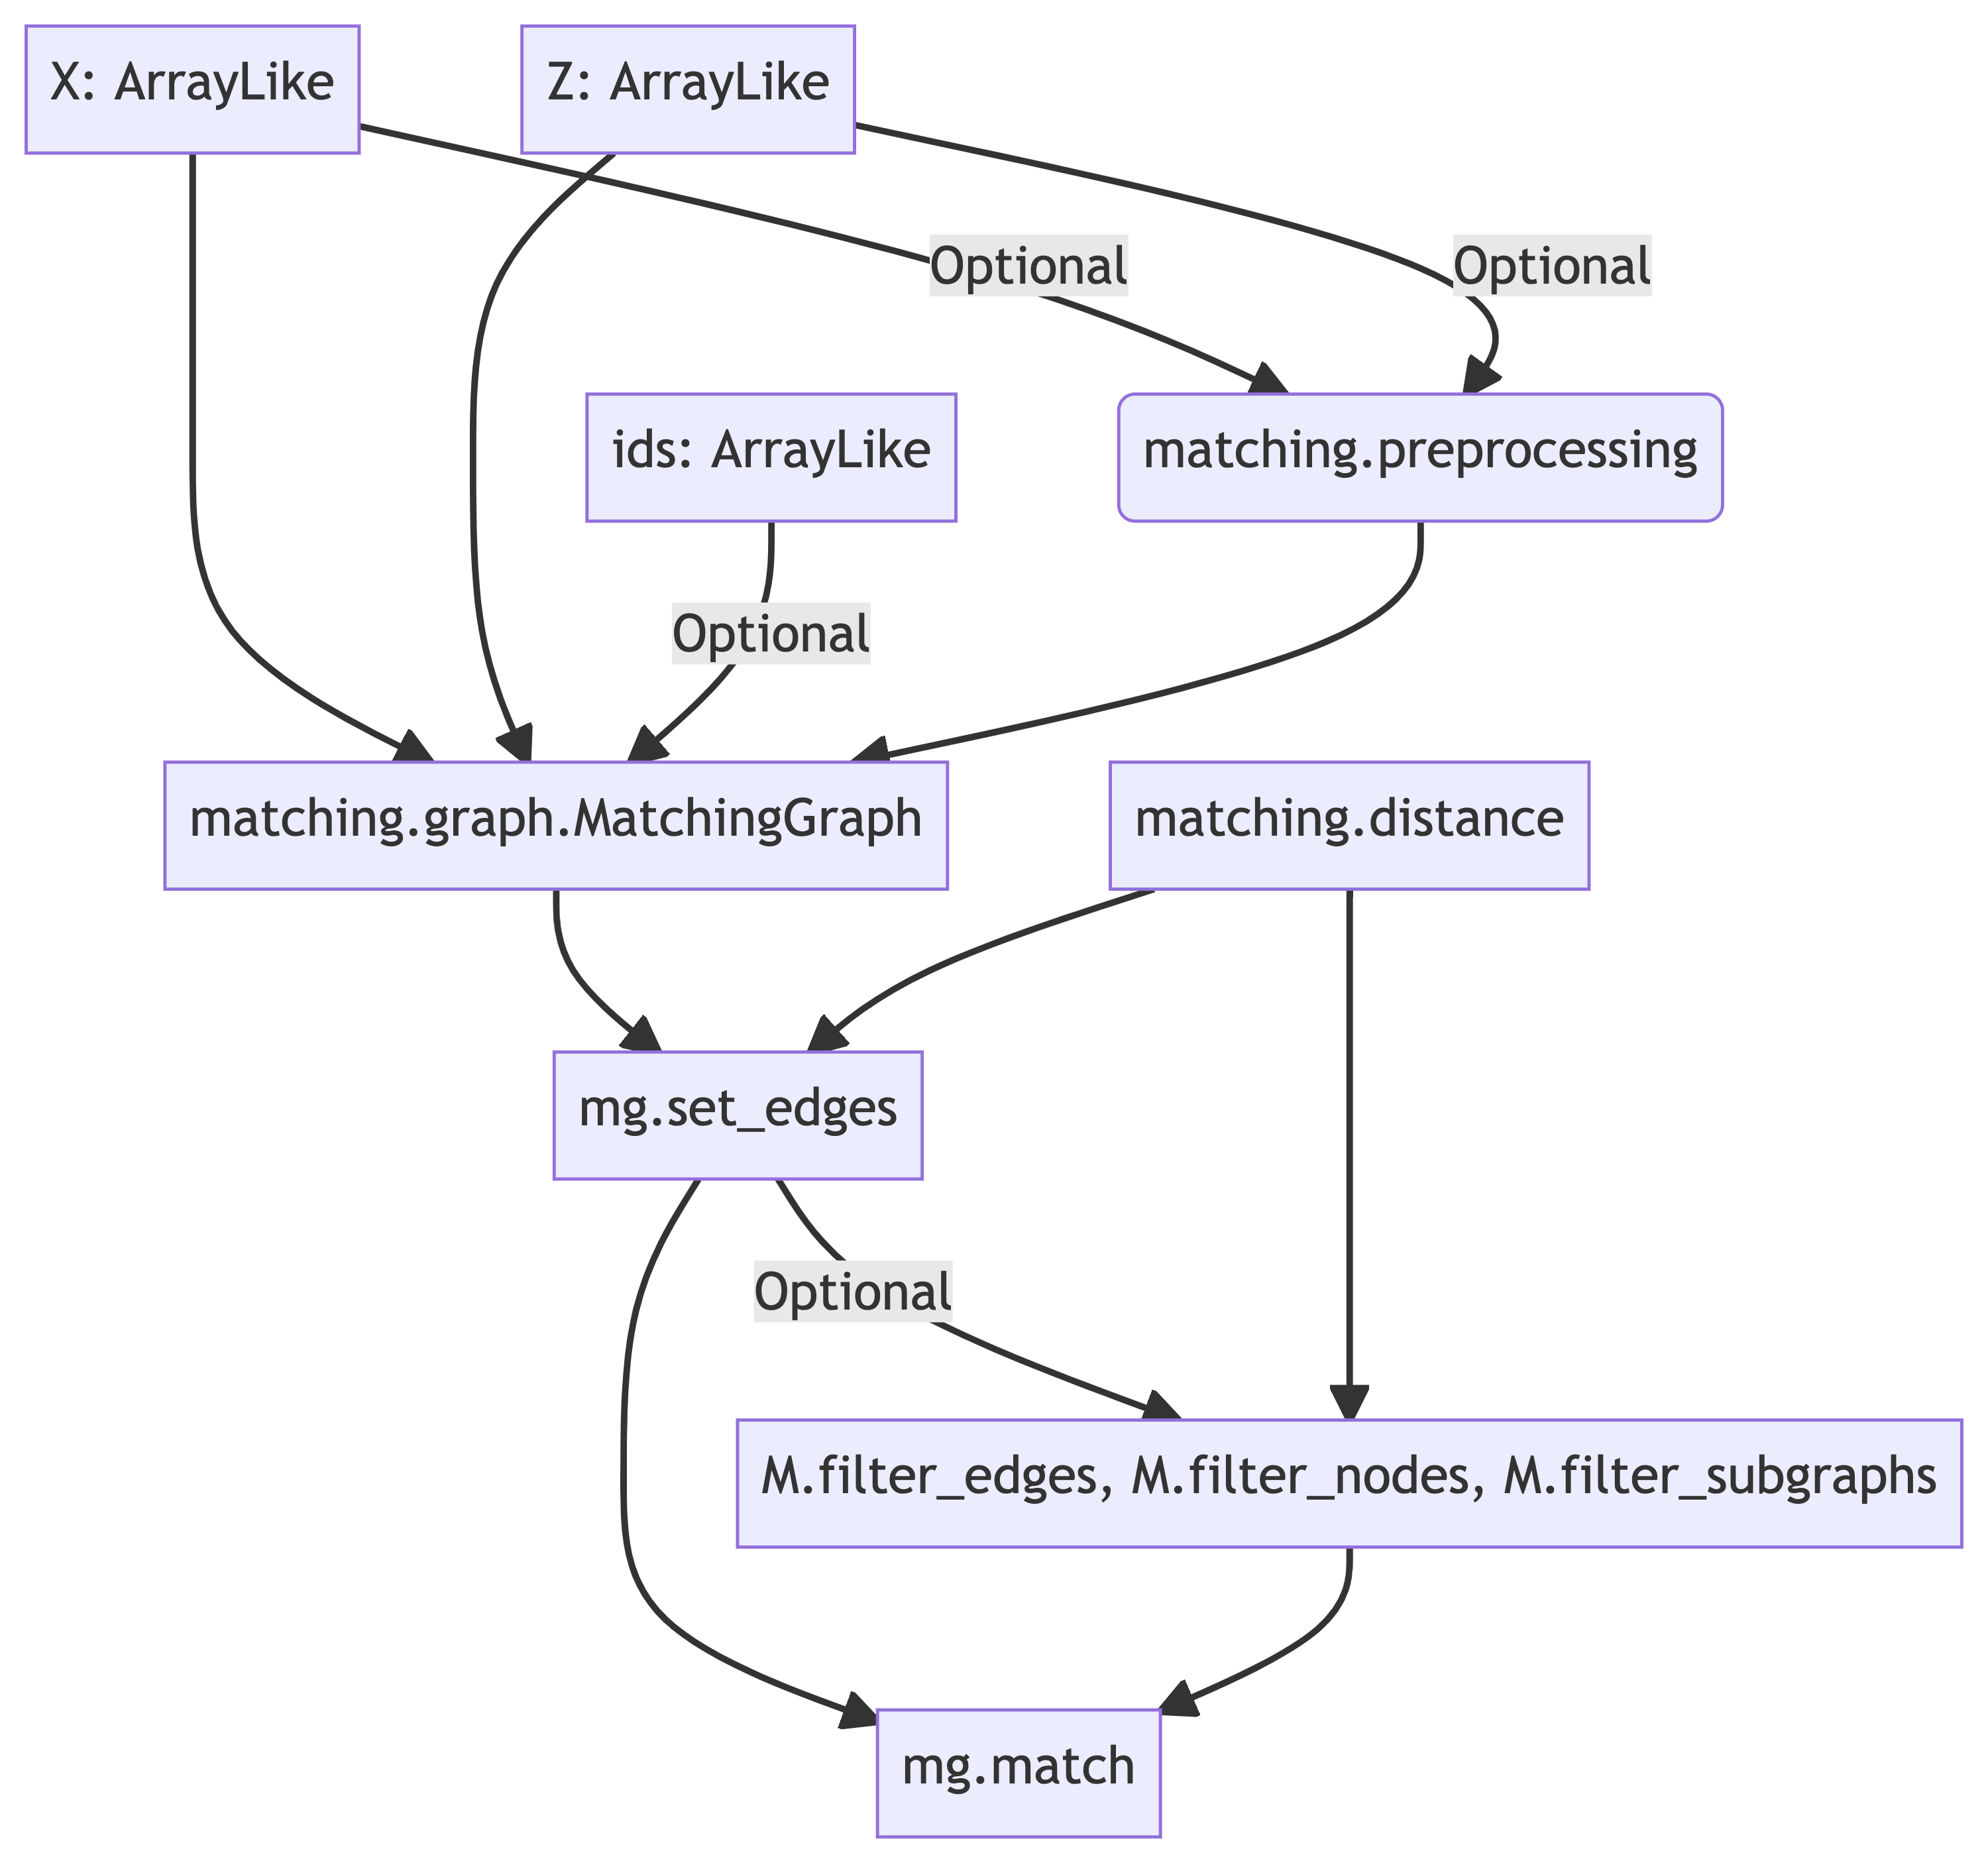 X: ArrayLike
Z: ArrayLike
Optional
Optional
ids: ArrayLike
matching.preprocessing
Optional
matching.graph.MatchingGraph
matching.distance
mg.set_edges
Optional
M.filter_edges, M.filter_nodes, M.filter_subgraphs
mg.match